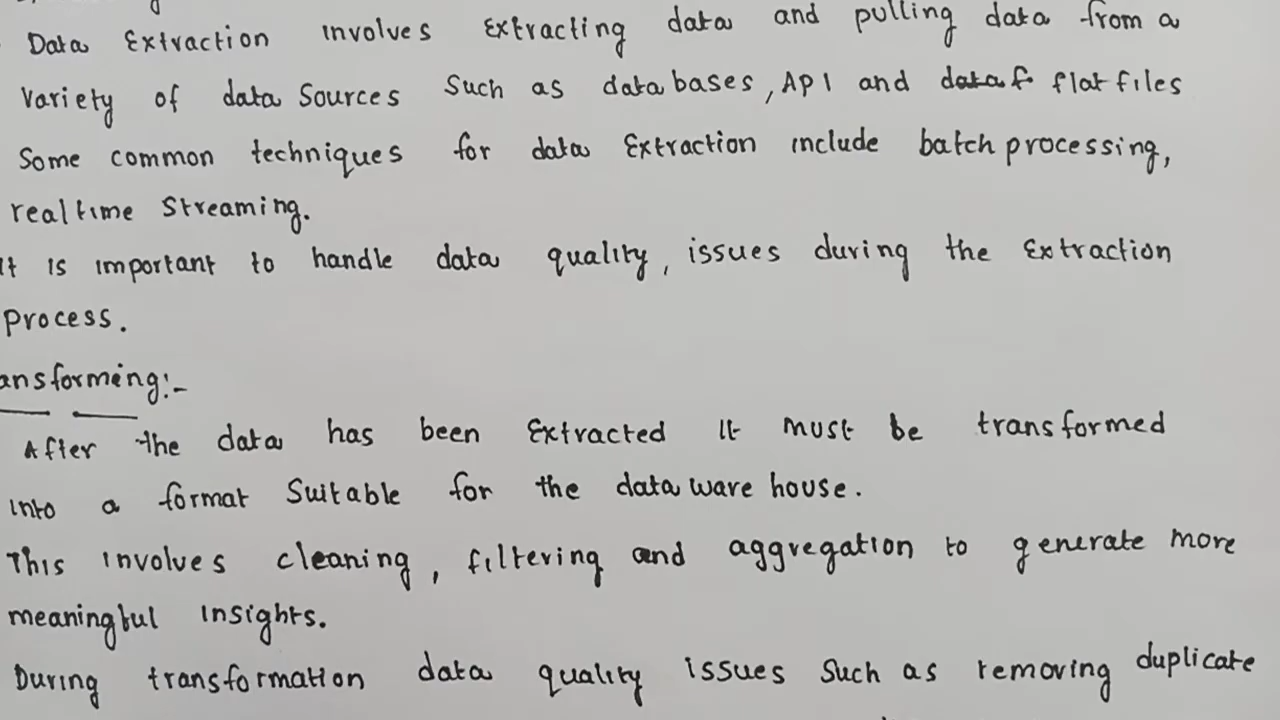 Data Extraction involves extracting data and pulling data from a
Variety of data Sources Such as databases, API and flat files
Some common techniques for data Extraction include batch processing,
realtime Streaming.
It is important to handle data quality, issues during the Extraction
process.
ansforming:-
After the data has been Extracted It must be transformed
into a format Suitable for the data ware house.
This involves cleaning, filtering and aggregation to generate more
meaningful insights.
During transformation data quality issues Such as removing duplicate